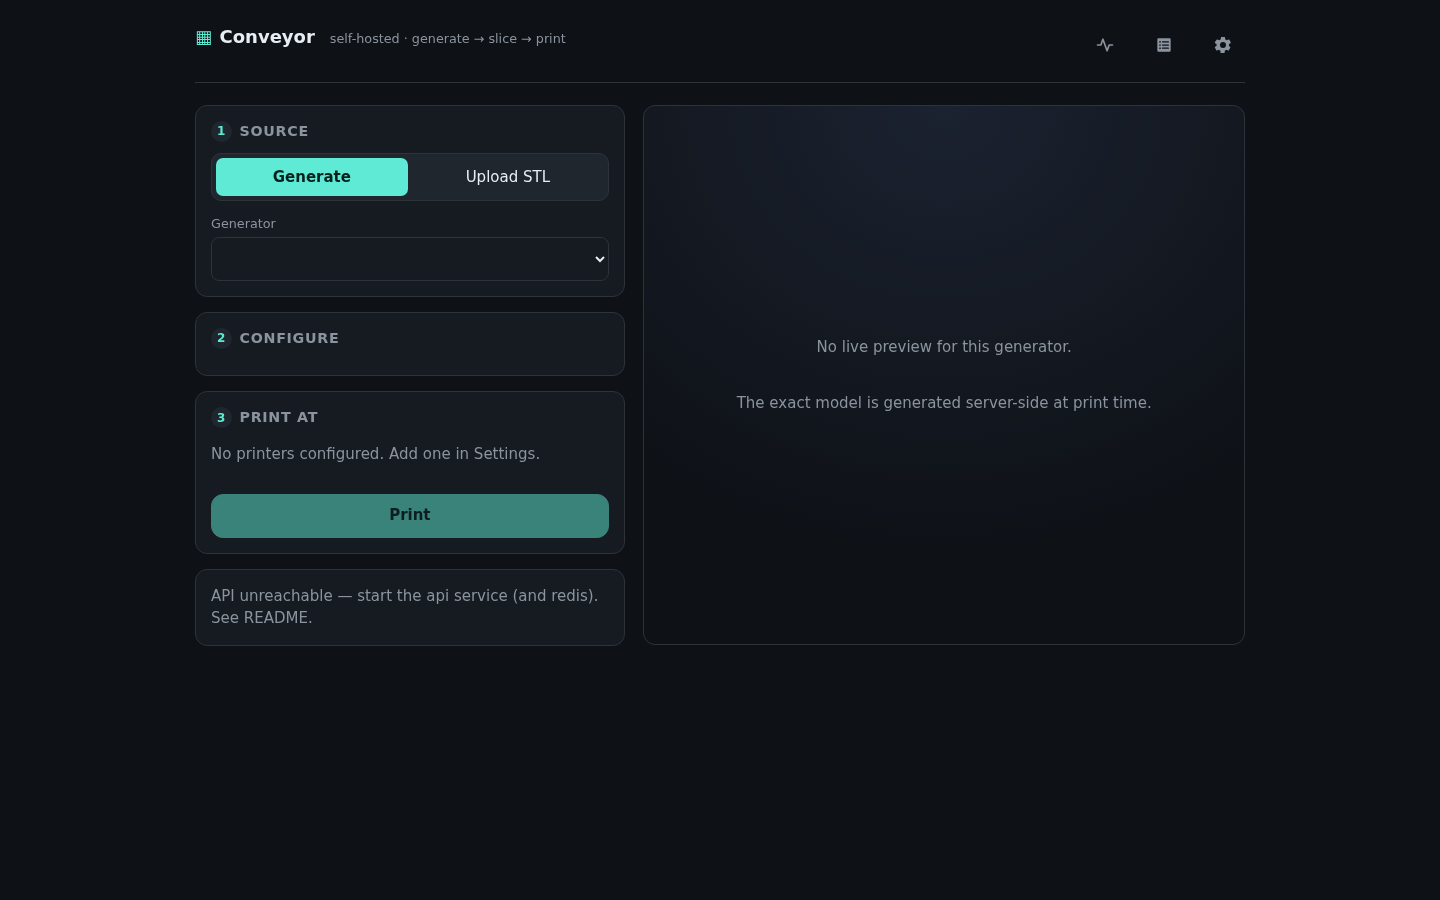 Conveyor self-hosted · generate → slice → print
1 SOURCE
Generate Upload STL
Generator
2 CONFIGURE
3 PRINT AT
No printers configured. Add one in Settings.
Print
API unreachable — start the api service (and redis).
See README.
No live preview for this generator.
The exact model is generated server-side at print time.